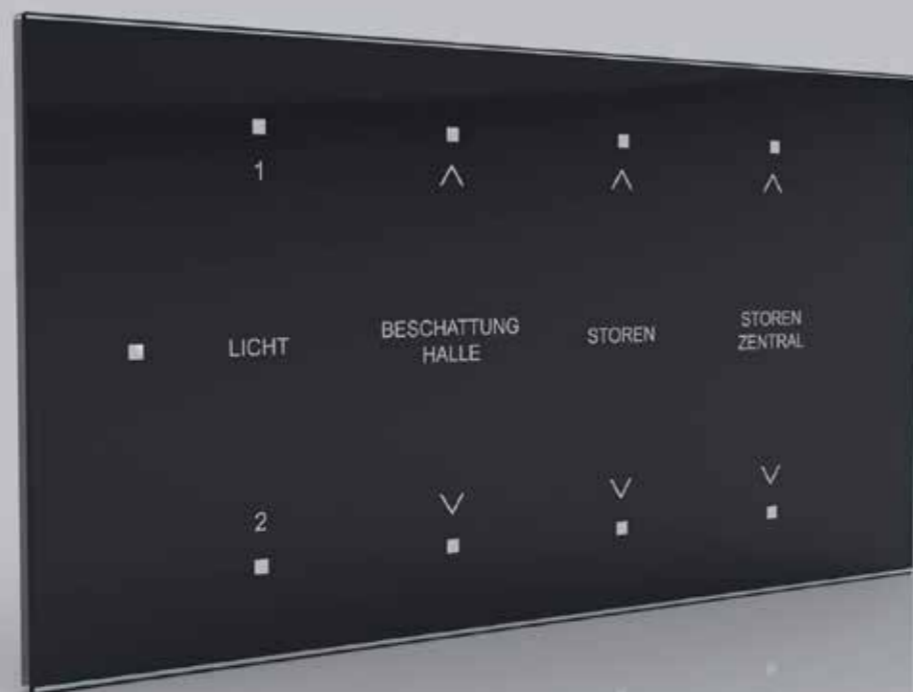 1
LICHT
2
BESCHATTUNG
HALLE
STOREN
STOREN
ZENTRAL